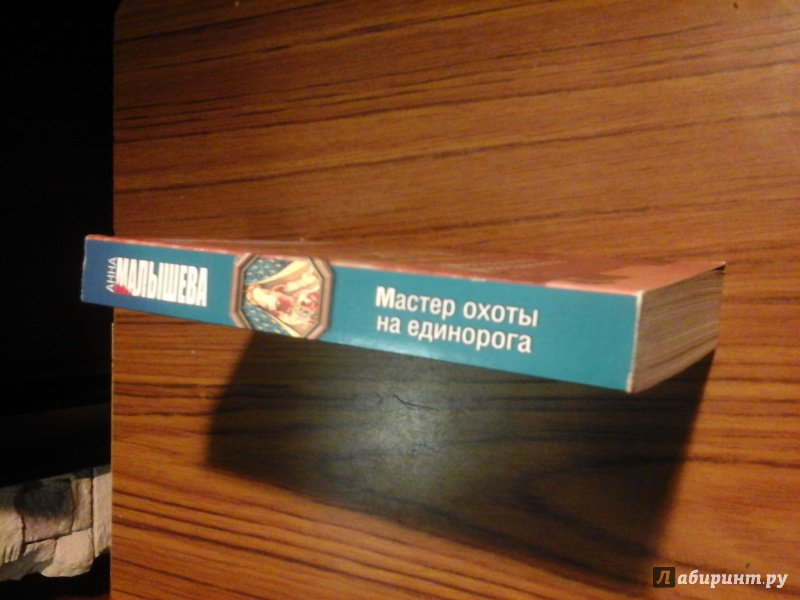 АННА
МАЛЫШЕВА
Мастер охоты
на единорога
Лабиринт.ру